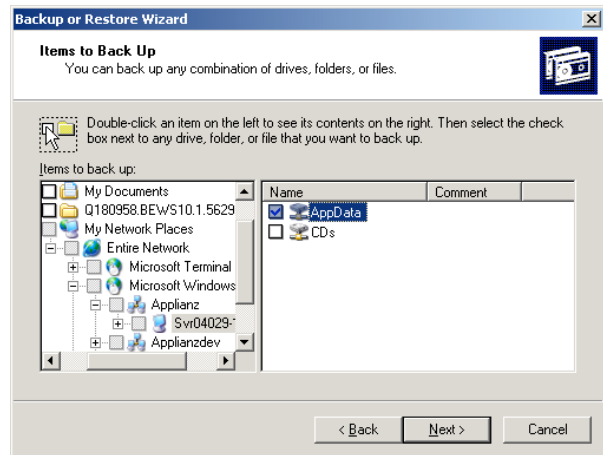 Backup or Restore Wizard
Items to Back Up
You can back up any combination of drives, folders, or files.
Double-click an item on the left to see its contents on the right. Then select the check
box next to any drive, folder, or file that you want to back up.
Items to back up:
My Documents
Q180958.BEWS10.1.5629
My Network Places
Entire Network
Microsoft Terminal
Microsoft Windows
Applianz
Svr04029-
Applianzdev
Name Comment
AppData
CDs
< Back Next > Cancel